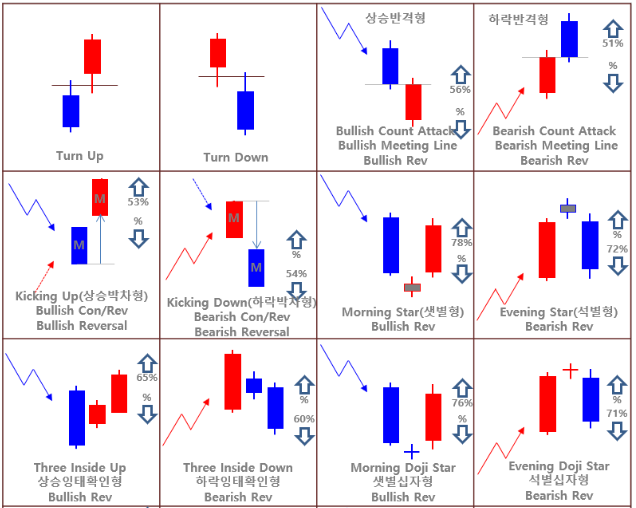 Turn Up
Turn Down
상승반격형
56%
%
Bullish Count Attack
Bullish Meeting Line
Bullish Rev
하락반격형
51%
%
Bearish Count Attack
Bearish Meeting Line
Bearish Rev
M
M
53%
%
Kicking Up(상승박차형)
Bullish Con/Rev
Bullish Reversal
M
M
%
54%
Kicking Down(하락박차형)
Bearish Con/Rev
Bearish Reversal
78%
%
Morning Star(샛별형)
Bullish Rev
%
72%
Evening Star(석별형)
Bearish Rev
65%
%
Three Inside Up
상승잉태확인형
Bullish Rev
%
60%
Three Inside Down
하락잉태확인형
Bearish Rev
76%
%
Morning Doji Star
샛별십자형
Bullish Rev
%
71%
Evening Doji Star
석별십자형
Bearish Rev